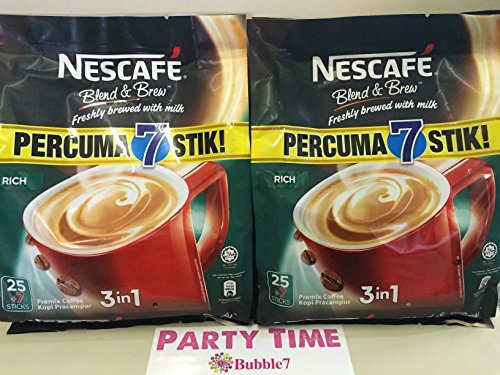 NESCAFÉ
Blend & Brew™
Freshly brewed with milk
PERCUMA 7 STIK!
RICH
25 +7
STICKS
Premix Coffee
Kopi Pracampur
3in1
NESCAFÉ
Blend & Brew™
Freshly brewed with milk
PERCUMA 7 STIK!
RICH
25 +7
STICKS
Premix Coffee
Kopi Pracampur
3in1
PARTY TIME
Bubble7